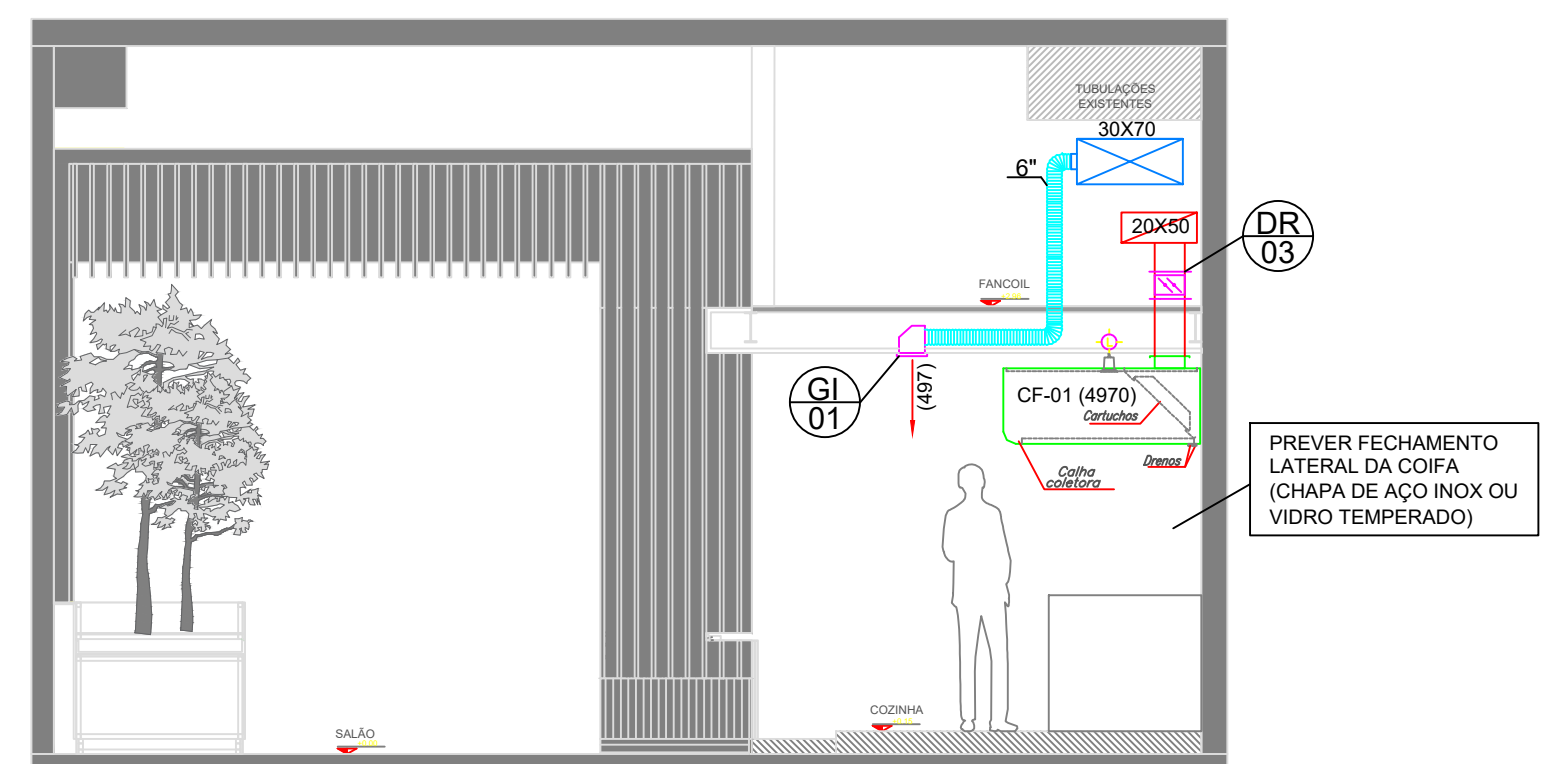 TUBULAÇÕES
EXISTENTES
30X70
6"
20X50
DR
03
FANCOIL
GI
01
(497)
CF-01 (4970)
Cartuchos
Drenos
Calha
coletora
PREVER FECHAMENTO
LATERAL DA COIFA
(CHAPA DE AÇO INOX OU
VIDRO TEMPERADO)
COZINHA
SALÃO